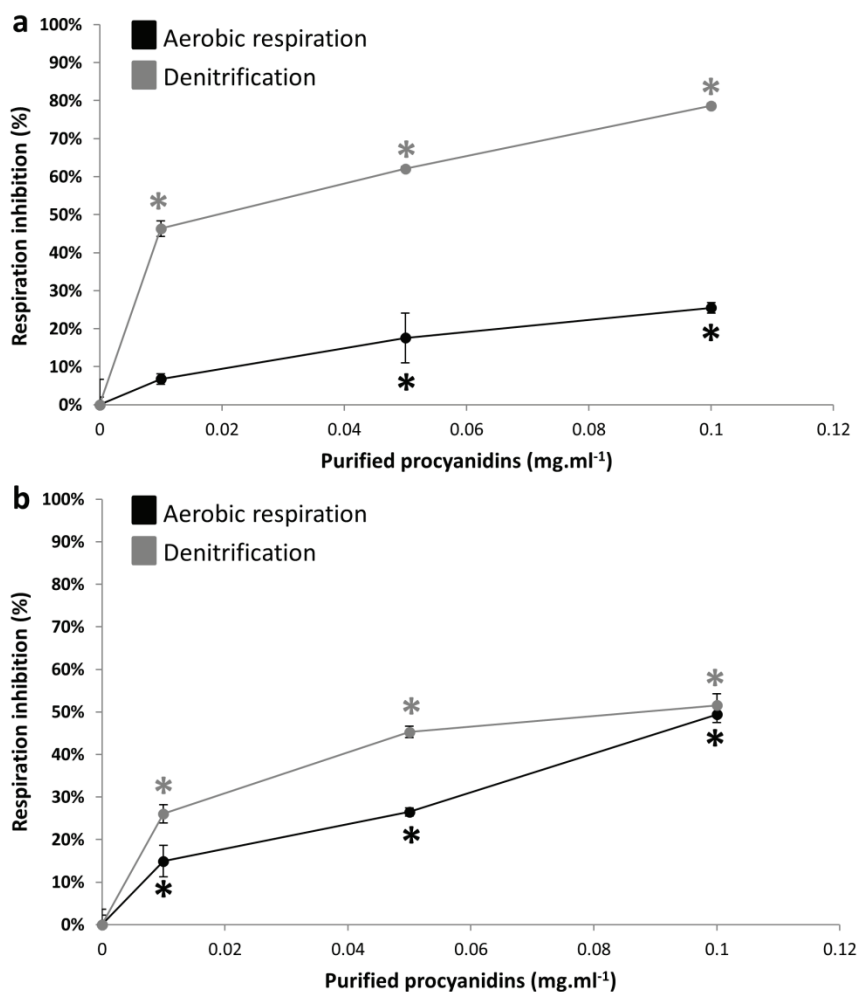 a
Aerobic respiration
Denitrification
100%
90%
80%
70%
60%
50%
40%
30%
20%
10%
0%
Respiration inhibition (%)
*
*
*
*
*
0 0.02 0.04 0.06 0.08 0.1 0.12
Purified procyanidins (mg.ml⁻¹)
b
Aerobic respiration
Denitrification
100%
90%
80%
70%
60%
50%
40%
30%
20%
10%
0%
Respiration inhibition (%)
*
*
*
*
*
*
0 0.02 0.04 0.06 0.08 0.1 0.12
Purified procyanidins (mg.ml⁻¹)